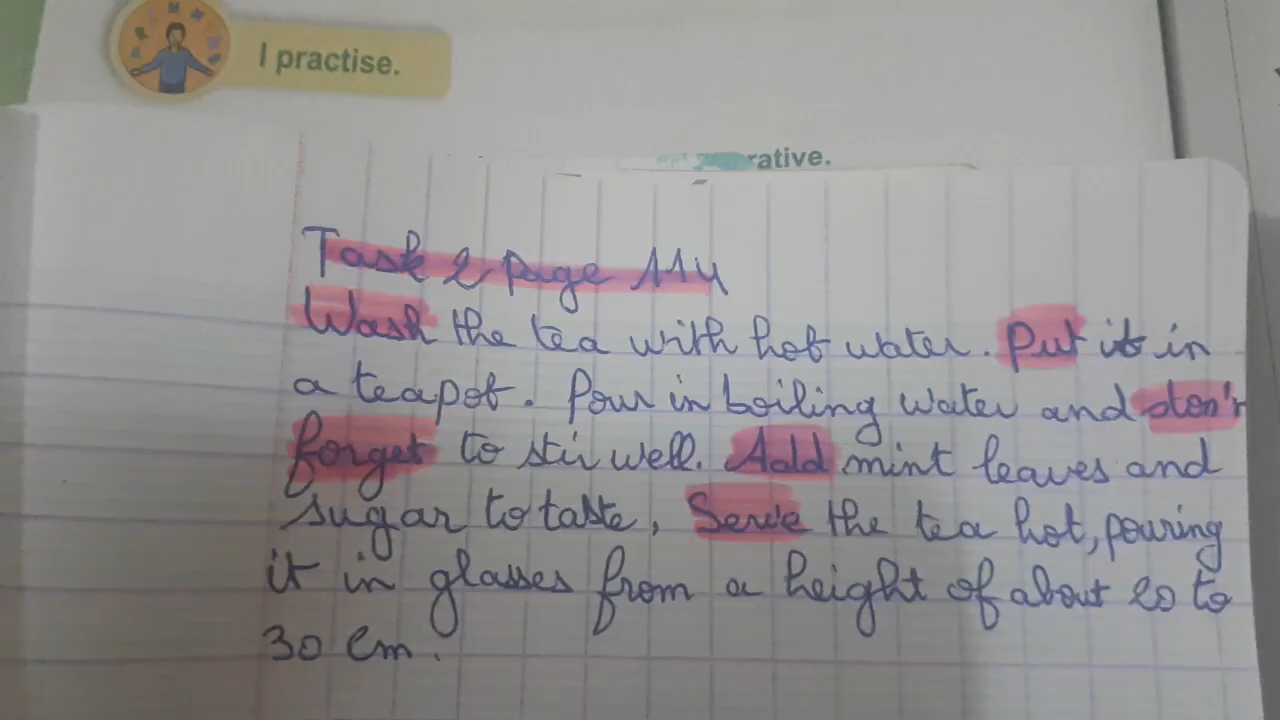 I practise.
rative.
Task 2 page 114
Wash the tea with hot water. Put it in
a teapot. Pour in boiling water and don't
forget to stir well. Add mint leaves and
sugar to taste. Serve the tea hot, pouring
it in glasses from a height of about 20 to
30 cm.